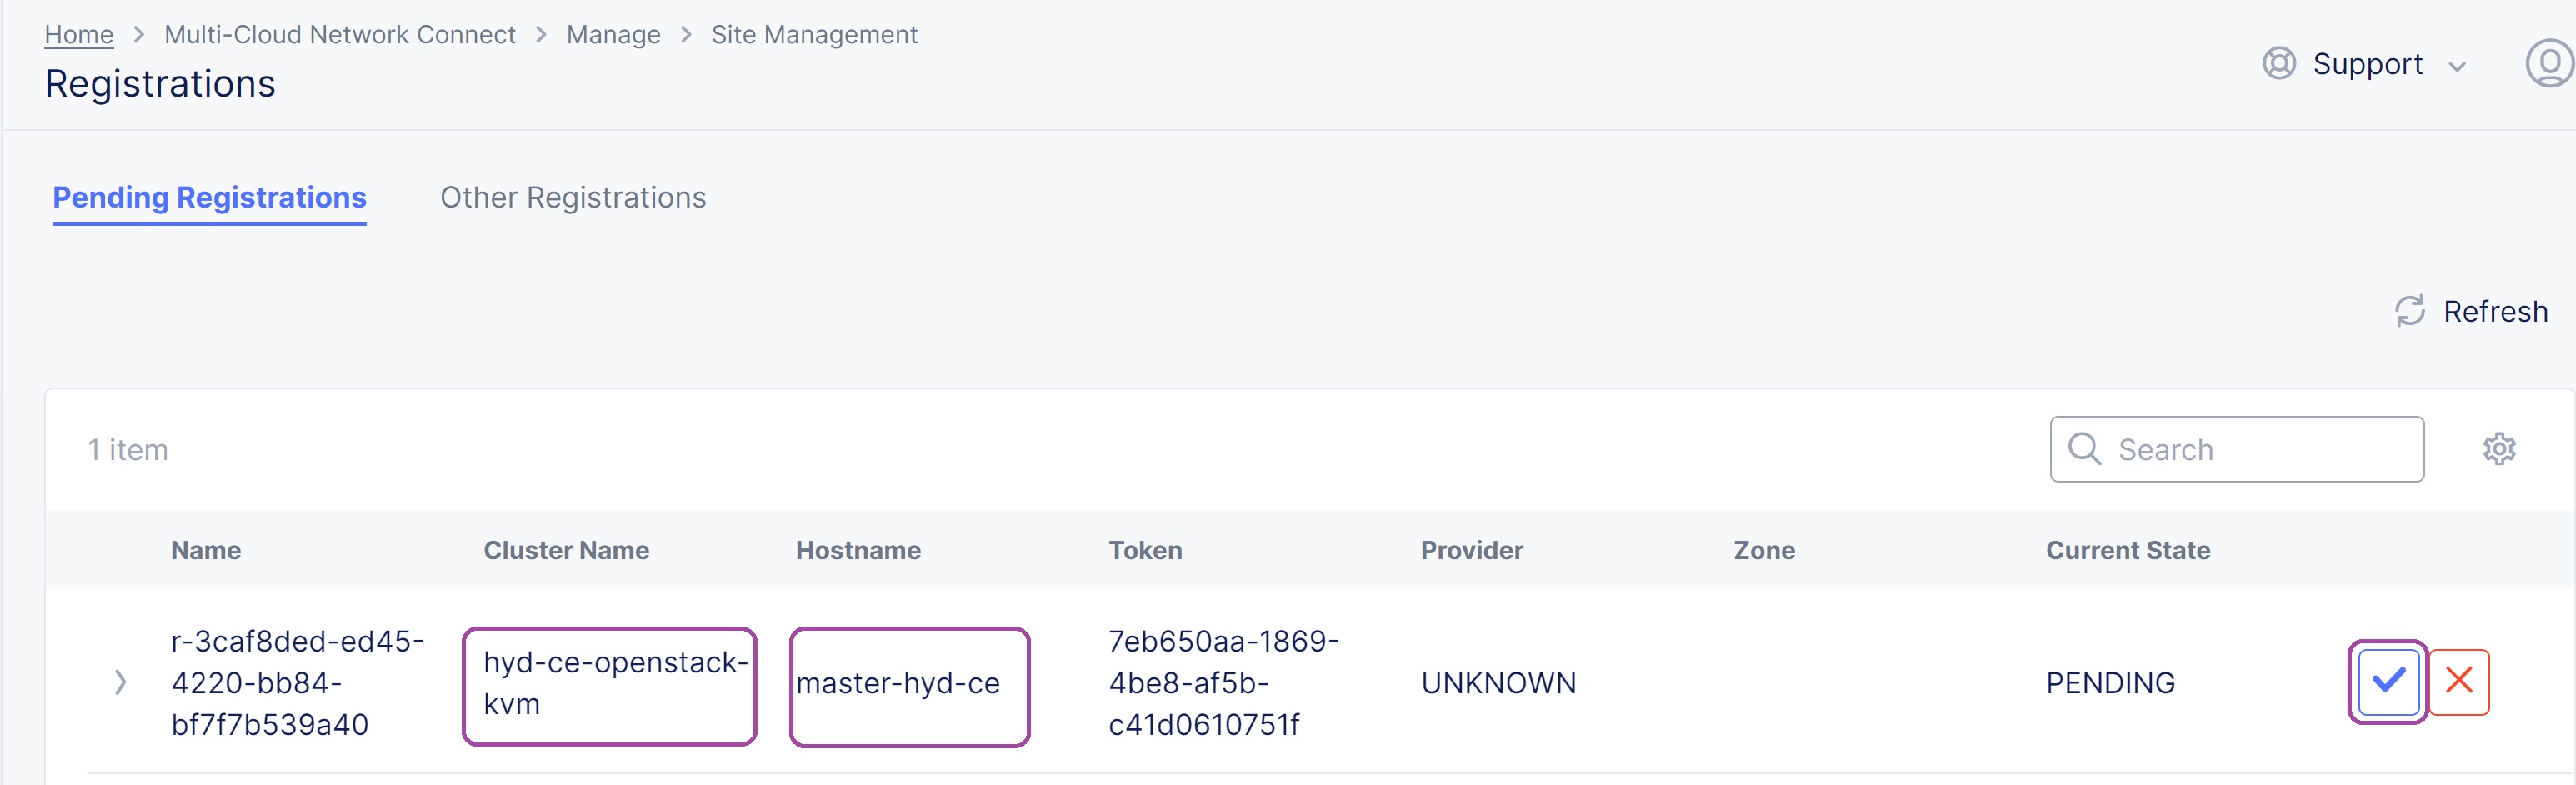 Home > Multi-Cloud Network Connect > Manage > Site Management
Registrations
Support
Pending Registrations
Other Registrations
Refresh
1 item
Search
Name Cluster Name Hostname Token Provider Zone Current State
r-3caf8ded-ed45-
4220-bb84-
bf7f7b539a40
hyd-ce-openstack-
kvm
master-hyd-ce
7eb650aa-1869-
4be8-af5b-
c41d0610751f
UNKNOWN
PENDING